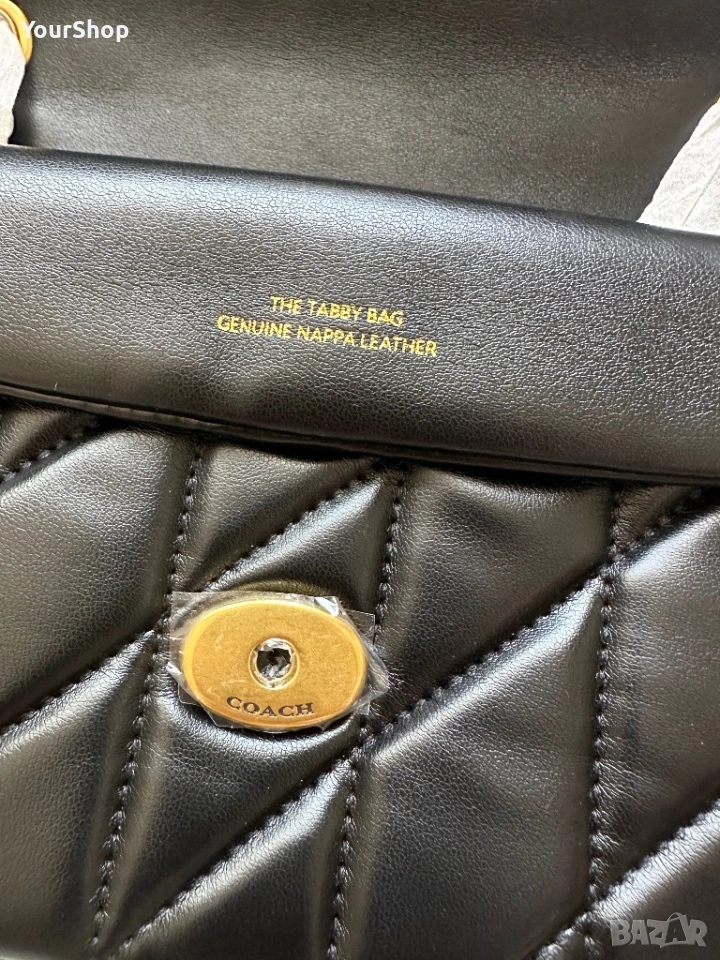 YourShop
THE TABBY BAG
GENUINE NAPPA LEATHER
COACH
BAZAR